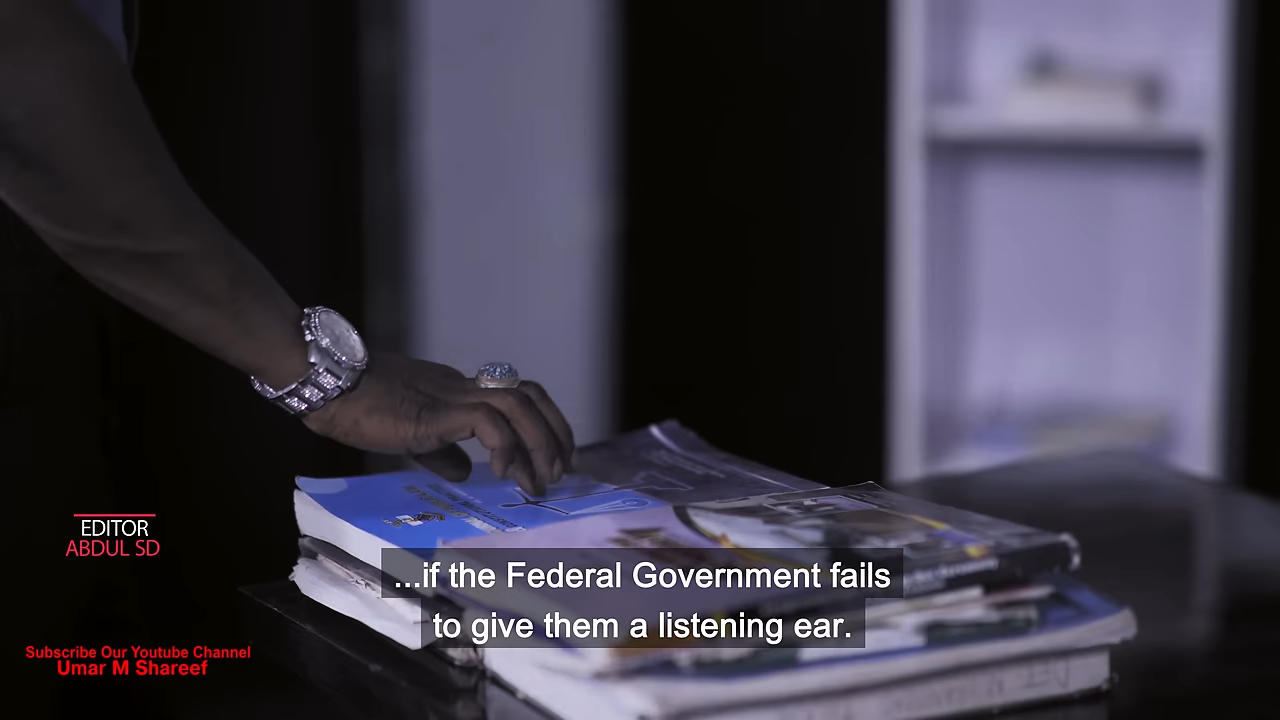 EDITOR
ABDUL SD
...if the Federal Government fails
to give them a listening ear.
Subscribe Our Youtube Channel
Umar M Shareef